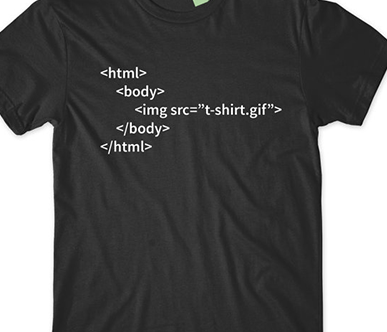 <html>
<body>
<img src=”t-shirt.gif”>
</body>
</html>